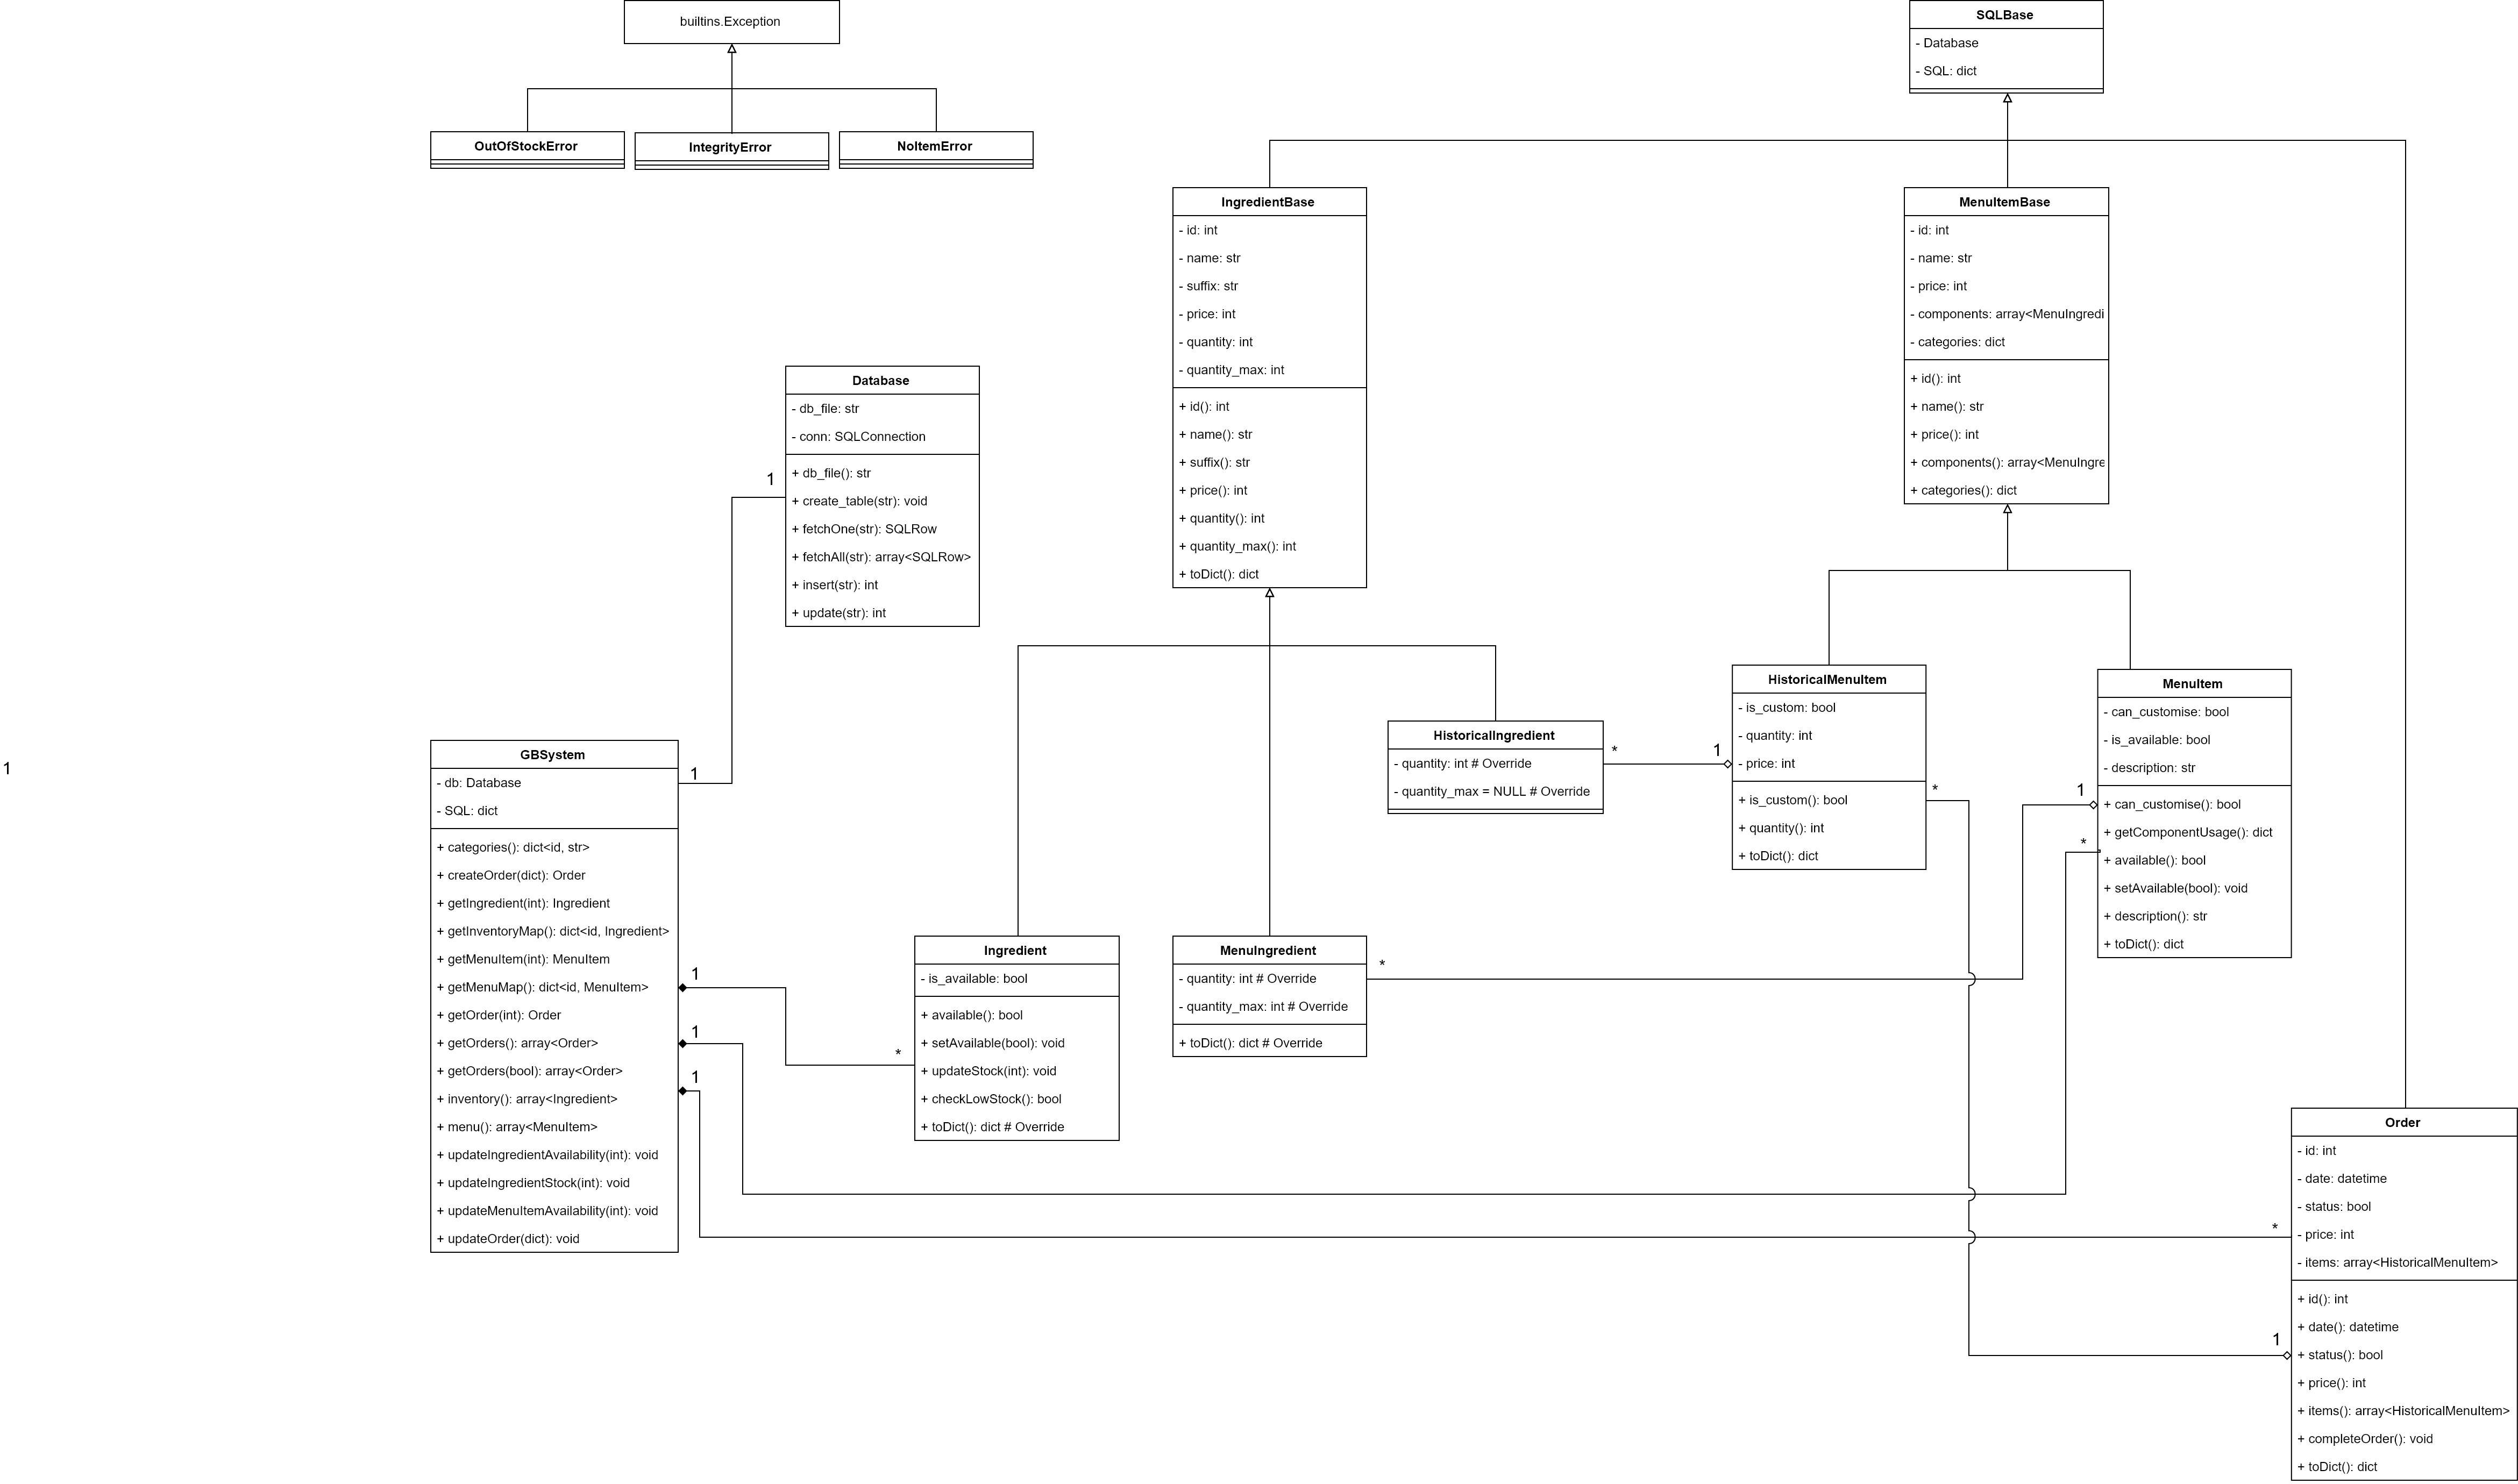 builtins.Exception
OutOfStockError
IntegrityError
NoItemError
SQLBase
- Database
- SQL: dict
IngredientBase
- id: int
- name: str
- suffix: str
- price: int
- quantity: int
- quantity_max: int
+ id(): int
+ name(): str
+ suffix(): str
+ price(): int
+ quantity(): int
+ quantity_max(): int
+ toDict(): dict
MenuItemBase
- id: int
- name: str
- price: int
- components: array<MenuIngredi
- categories: dict
+ id(): int
+ name(): str
+ price(): int
+ components(): array<MenuIngre
+ categories(): dict
Database
- db_file: str
- conn: SQLConnection
+ db_file(): str
+ create_table(str): void
+ fetchOne(str): SQLRow
+ fetchAll(str): array<SQLRow>
+ insert(str): int
+ update(str): int
1
1
1
GBSystem
- db: Database
- SQL: dict
+ categories(): dict<id, str>
+ createOrder(dict): Order
+ getIngredient(int): Ingredient
+ getInventoryMap(): dict<id, Ingredient>
+ getMenuItem(int): MenuItem
+ getMenuMap(): dict<id, MenuItem>
+ getOrder(int): Order
+ getOrders(): array<Order>
+ getOrders(bool): array<Order>
+ inventory(): array<Ingredient>
+ menu(): array<MenuItem>
+ updateIngredientAvailability(int): void
+ updateIngredientStock(int): void
+ updateMenuItemAvailability(int): void
+ updateOrder(dict): void
1
1
1
*
Ingredient
- is_available: bool
+ available(): bool
+ setAvailable(bool): void
+ updateStock(int): void
+ checkLowStock(): bool
+ toDict(): dict # Override
MenuIngredient
- quantity: int # Override
- quantity_max: int # Override
+ toDict(): dict # Override
*
HistoricalIngredient
- quantity: int # Override
- quantity_max = NULL # Override
*
1
HistoricalMenuItem
- is_custom: bool
- quantity: int
- price: int
+ is_custom(): bool
+ quantity(): int
+ toDict(): dict
*
1
*
MenuItem
- can_customise: bool
- is_available: bool
- description: str
+ can_customise(): bool
+ getComponentUsage(): dict
+ available(): bool
+ setAvailable(bool): void
+ description(): str
+ toDict(): dict
*
1
Order
- id: int
- date: datetime
- status: bool
- price: int
- items: array<HistoricalMenuItem>
+ id(): int
+ date(): datetime
+ status(): bool
+ price(): int
+ items(): array<HistoricalMenuItem>
+ completeOrder(): void
+ toDict(): dict